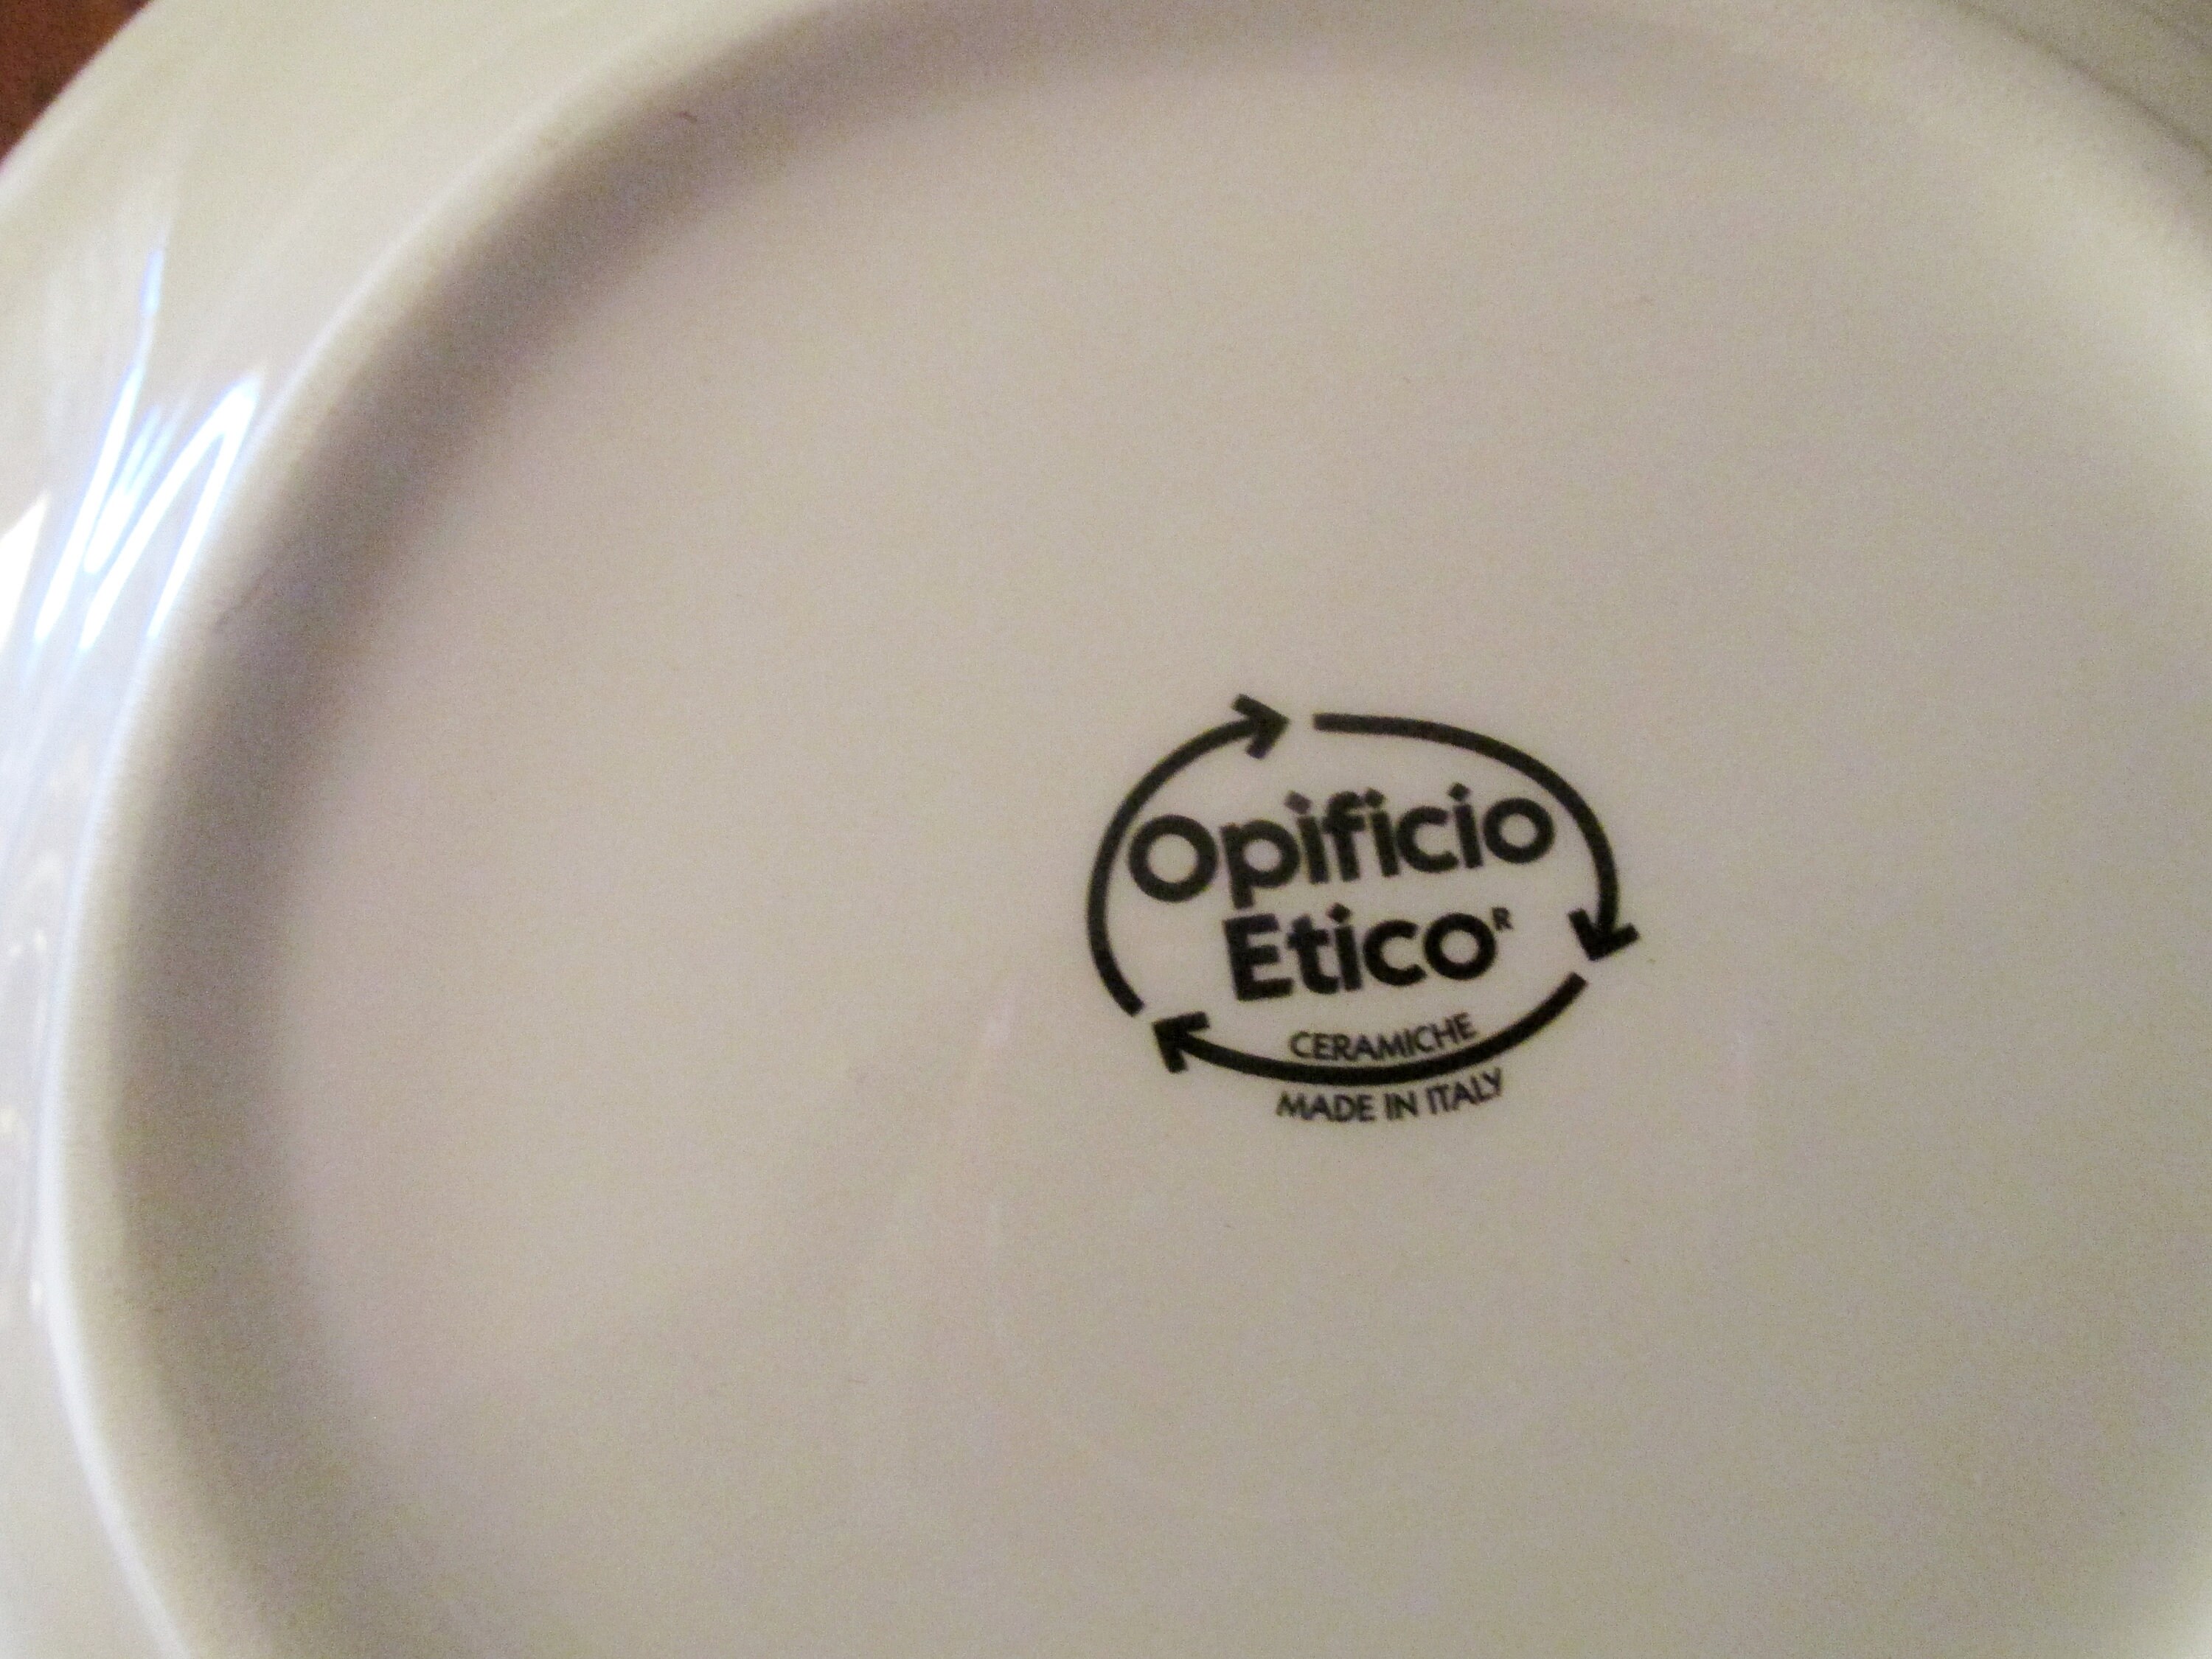 Opificio
Etico®
CERAMICHE
MADE IN ITALY